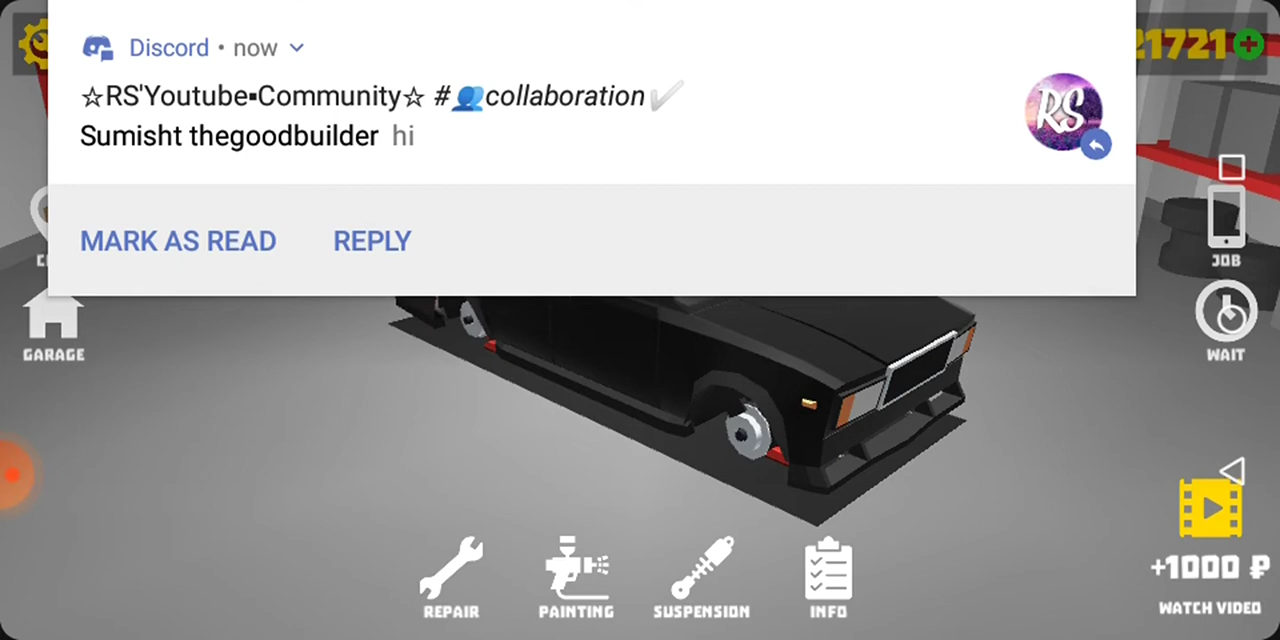 Discord • now
☆RS'Youtube▪Community☆ #👥collaboration✔
Sumisht thegoodbuilder hi
RS
MARK AS READ REPLY
21721
JOB
GARAGE
WAIT
+1000 ₽
WATCH VIDEO
REPAIR PAINTING SUSPENSION INFO